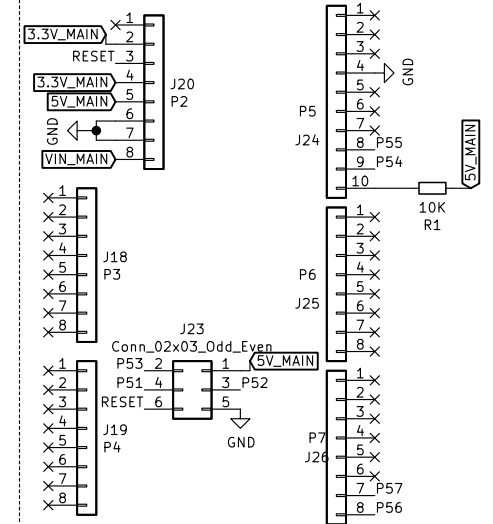 1
3.3V_MAIN 2
RESET 3
3.3V_MAIN 4
5V_MAIN 5
6
GND
7
VIN_MAIN 8
J20
P2
1
2
3
4
GND
5
6
7
8 P55
9 P54
10
P5
J24
5V_MAIN
10K
R1
1
2
3
4
5
6
7
8
J18
P3
1
2
3
4
5
6
7
8
P6
J25
J23
Conn_02x03_Odd_Even
P53 2
1 5V_MAIN
P51 4
3 P52
RESET 6
5
GND
1
2
3
4
5
6
7
8
J19
P4
1
2
3
4
5
6
7 P57
8 P56
P7
J26